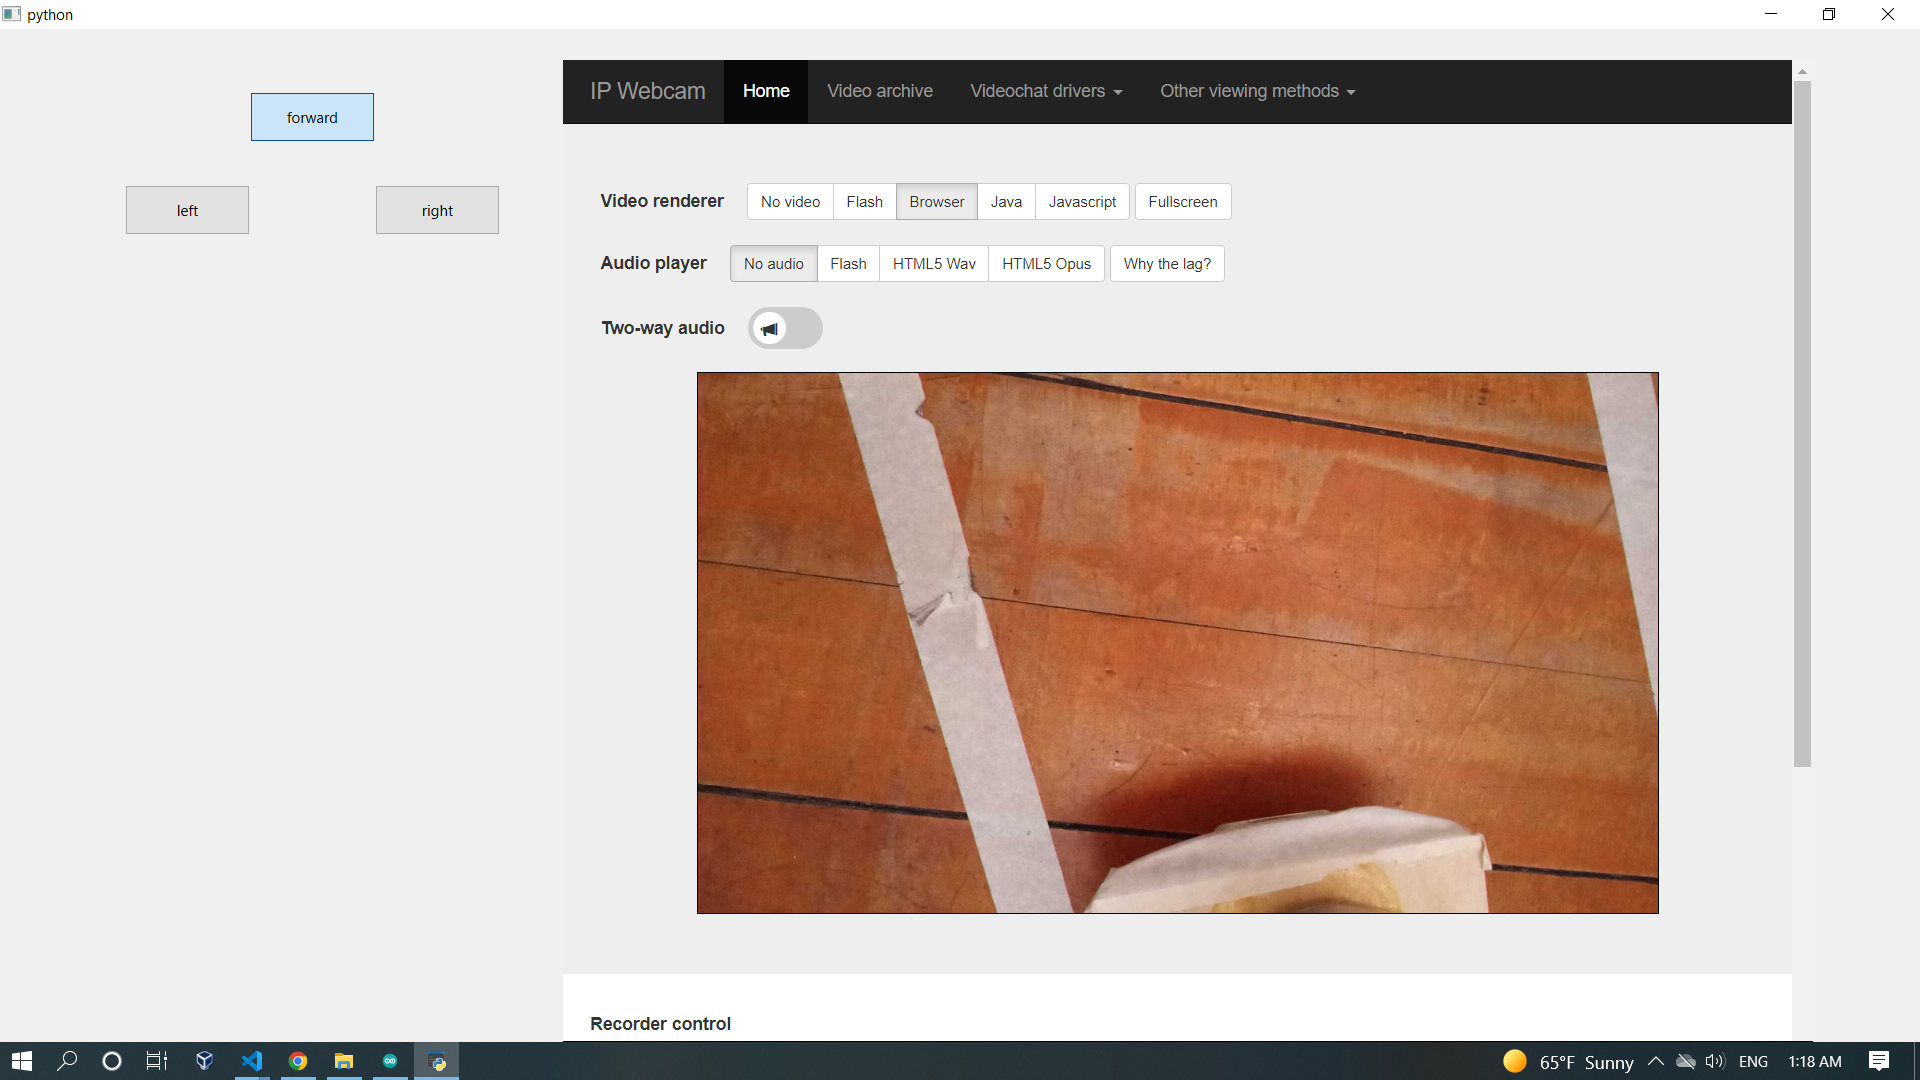 python
forward
left right
IP Webcam Home Video archive Videochat drivers Other viewing methods
Video renderer No video Flash Browser Java Javascript Fullscreen
Audio player No audio Flash HTML5 Wav HTML5 Opus Why the lag?
Two-way audio
Recorder control
65°F Sunny ENG 1:18 AM